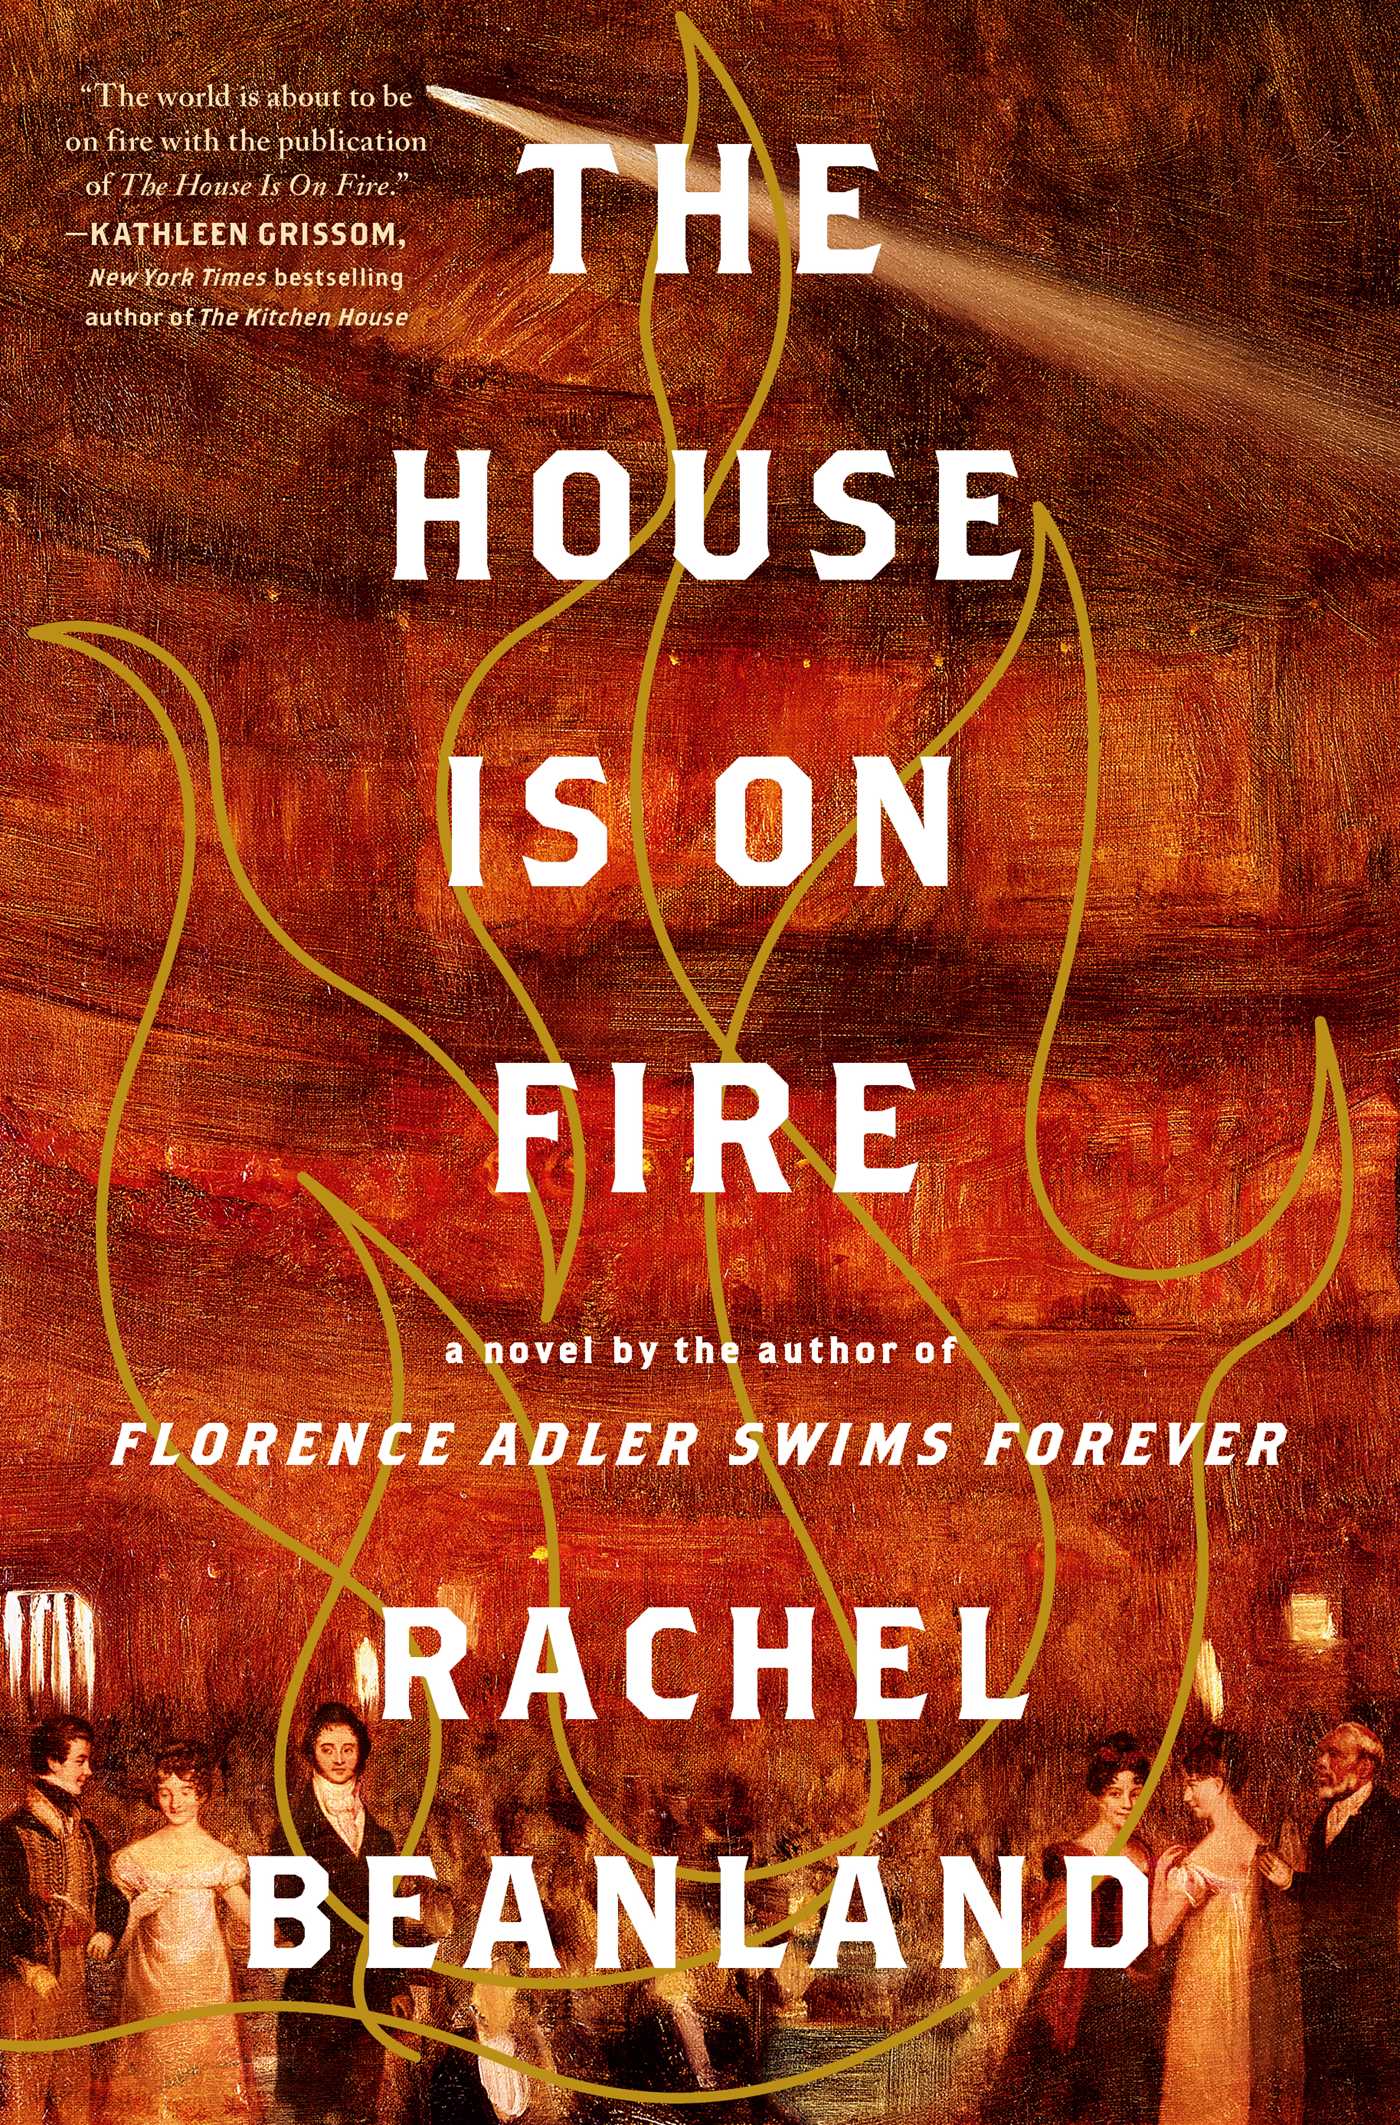 “The world is about to be
on fire with the publication
of The House Is On Fire.”
—KATHLEEN GRISSOM,
New York Times bestselling
author of The Kitchen House
THE
HOUSE
IS ON
FIRE
a novel by the author of
FLORENCE ADLER SWIMS FOREVER
RACHEL
BEANLAND